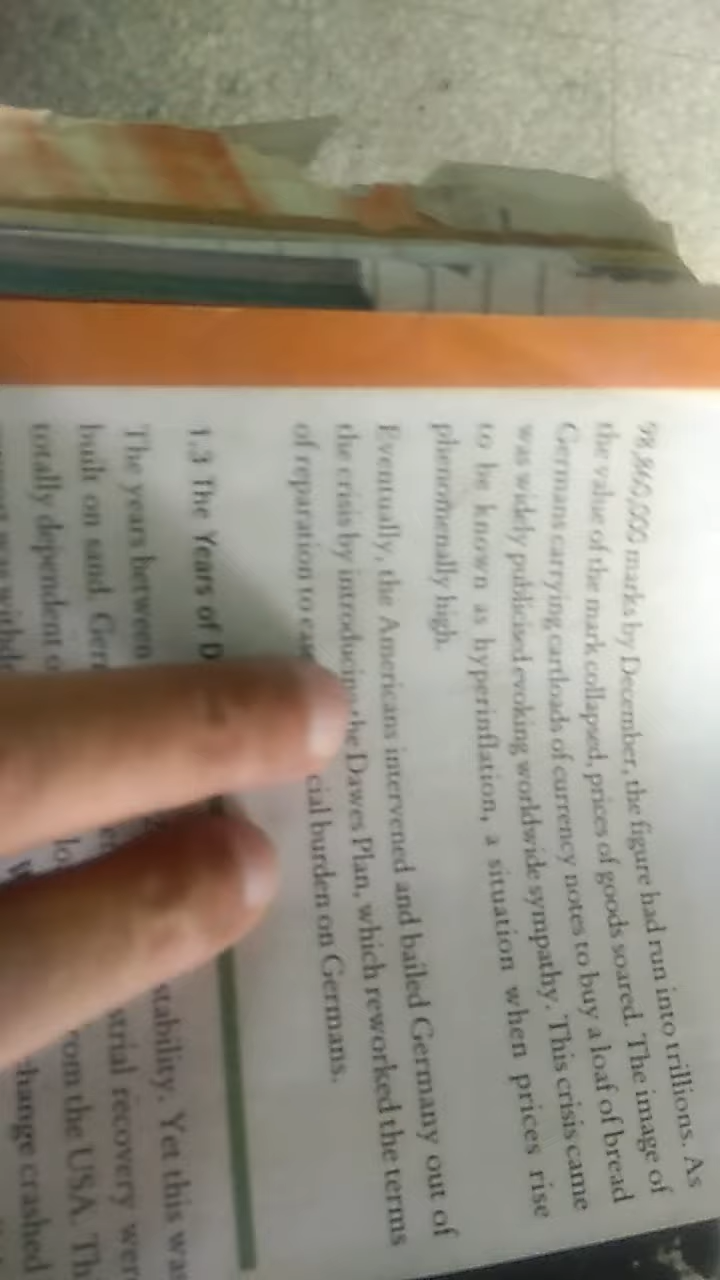 98,860,000 marks by December, the figure had run into trillions. As
the value of the mark collapsed, prices of goods soared. The image of
Germans carrying cartloads of currency notes to buy a loaf of bread
was widely publicised evoking worldwide sympathy. This crisis came
to be known as hyperinflation, a situation when prices rise
phenomenally high.
Eventually, the Americans intervened and bailed Germany out of
the crisis by introducing the Dawes Plan, which reworked the terms
of reparation to cial burden on Germans.
1.3 The Years of D
The years between stability. Yet this was
built on sand. Ger strial recovery were
totally dependent o rom the USA. Th
change crashed